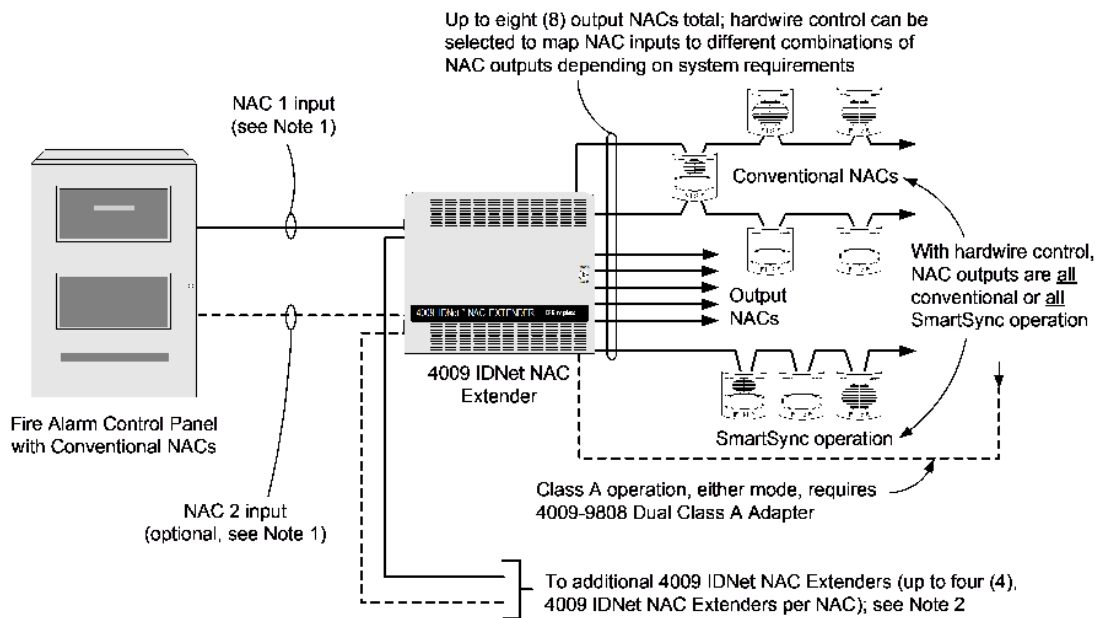 Up to eight (8) output NACs total; hardwire control can be
selected to map NAC inputs to different combinations of
NAC outputs depending on system requirements
NAC 1 input
(see Note 1)
Conventional NACs
With hardwire control,
NAC outputs are all
conventional or all
SmartSync operation
Output
NACs
4009 IDNet NAC EXTENDER
4009 IDNet NAC
Extender
Fire Alarm Control Panel
with Conventional NACs
SmartSync operation
Class A operation, either mode, requires
4009-9808 Dual Class A Adapter
NAC 2 input
(optional, see Note 1)
To additional 4009 IDNet NAC Extenders (up to four (4),
4009 IDNet NAC Extenders per NAC); see Note 2